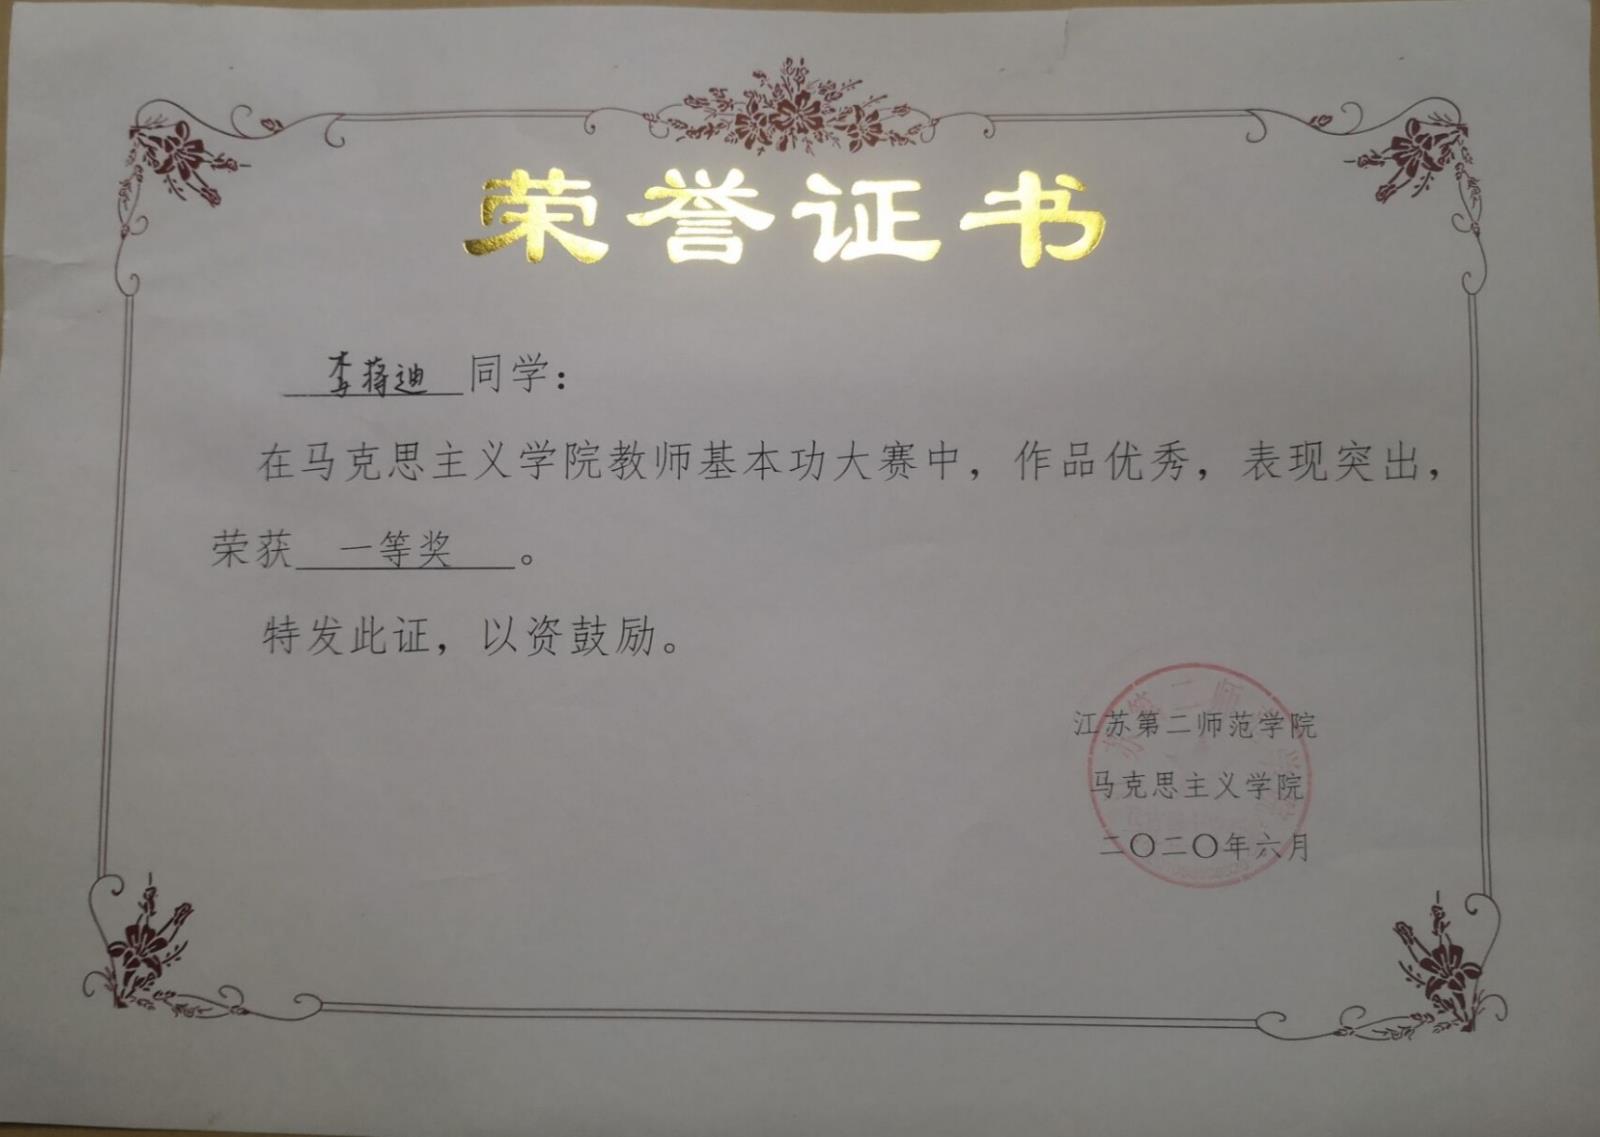 荣誉证书
李蒋迪同学：
在马克思主义学院教师基本功大赛中，作品优秀，表现突出，
荣获 一等奖 。
特发此证，以资鼓励。
江苏第二师范学院
马克思主义学院
二〇二〇年六月